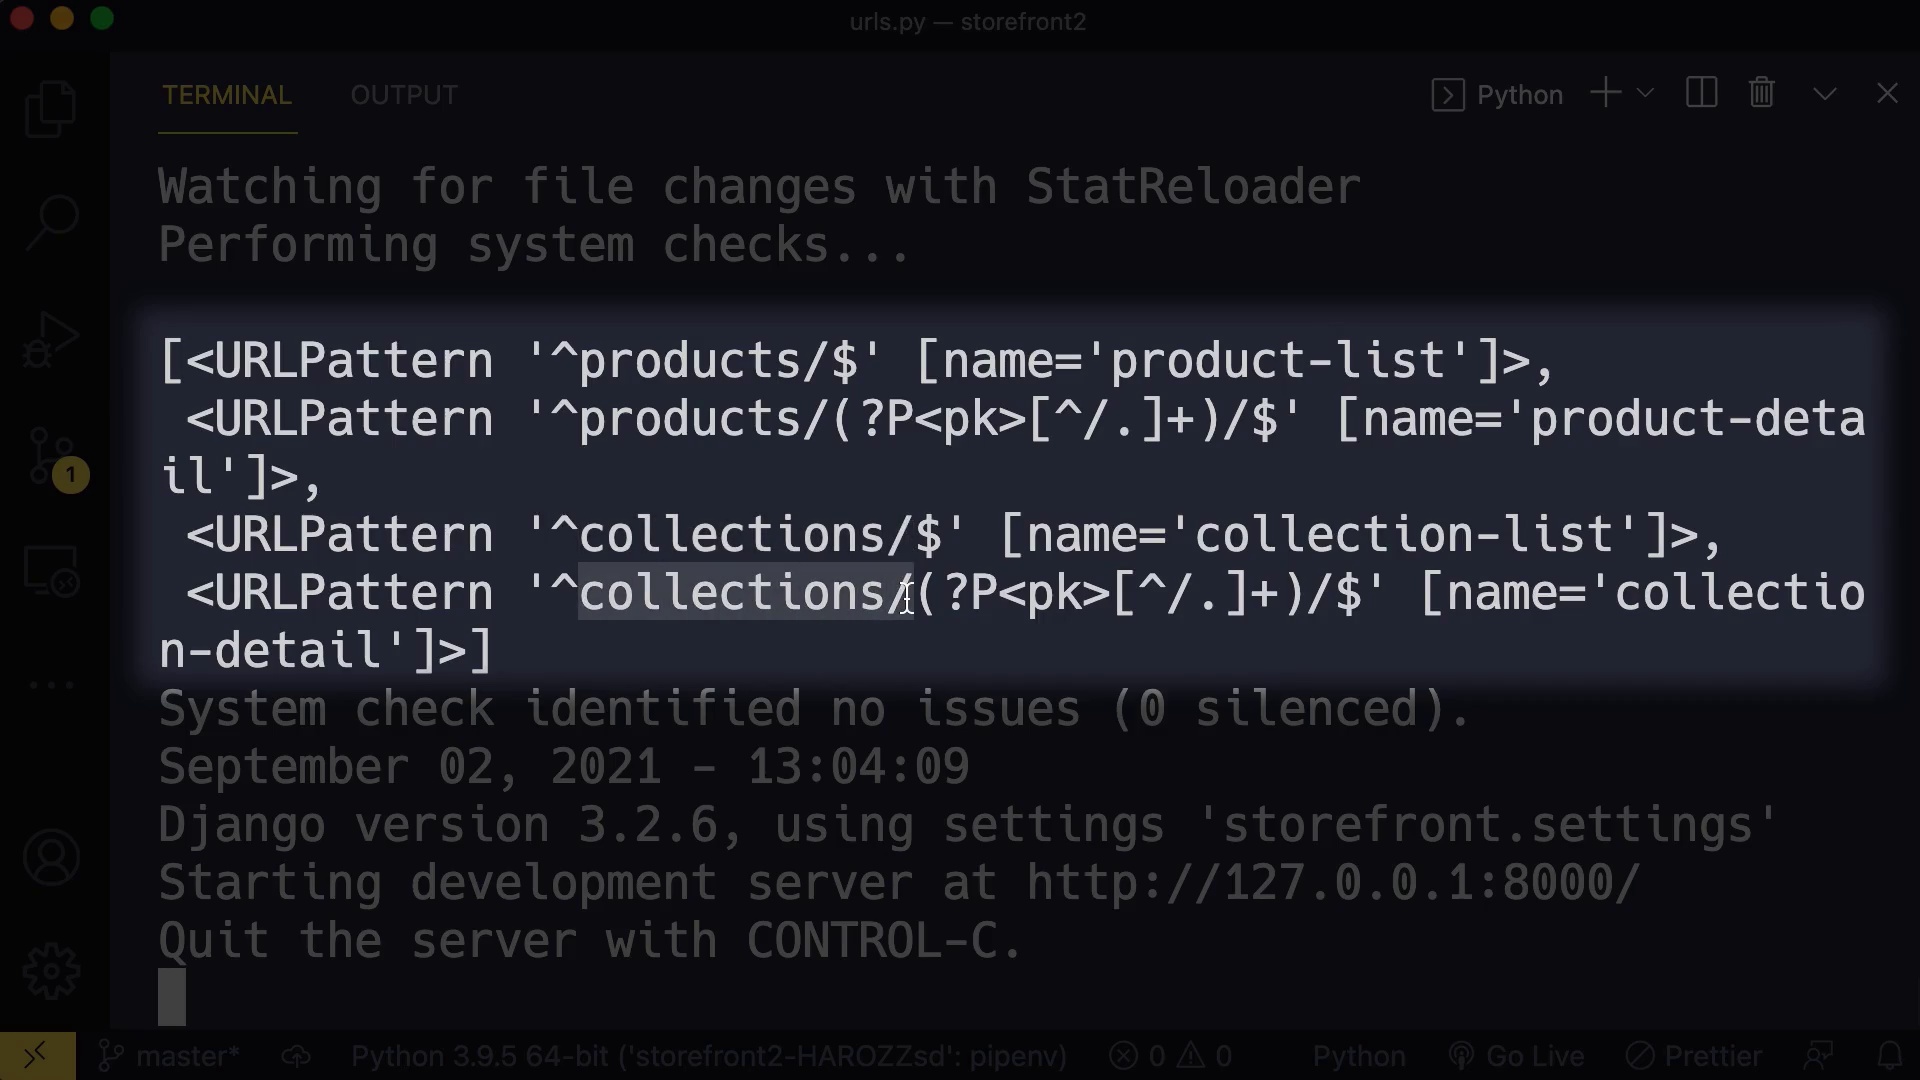 urls.py — storefront2
TERMINAL OUTPUT Python
Watching for file changes with StatReloader
Performing system checks...
[<URLPattern '^products/$' [name='product-list']>,
<URLPattern '^products/(?P<pk>[^/.]+)/$' [name='product-deta
il']>,
<URLPattern '^collections/$' [name='collection-list']>,
<URLPattern '^collections/(?P<pk>[^/.]+)/$' [name='collectio
n-detail']>]
System check identified no issues (0 silenced).
September 02, 2021 - 13:04:09
Django version 3.2.6, using settings 'storefront.settings'
Starting development server at http://127.0.0.1:8000/
Quit the server with CONTROL-C.
1
master* Python 3.9.5 64-bit ('storefront2-HAROZZsd': pipenv) 0 0 Python Go Live Prettier